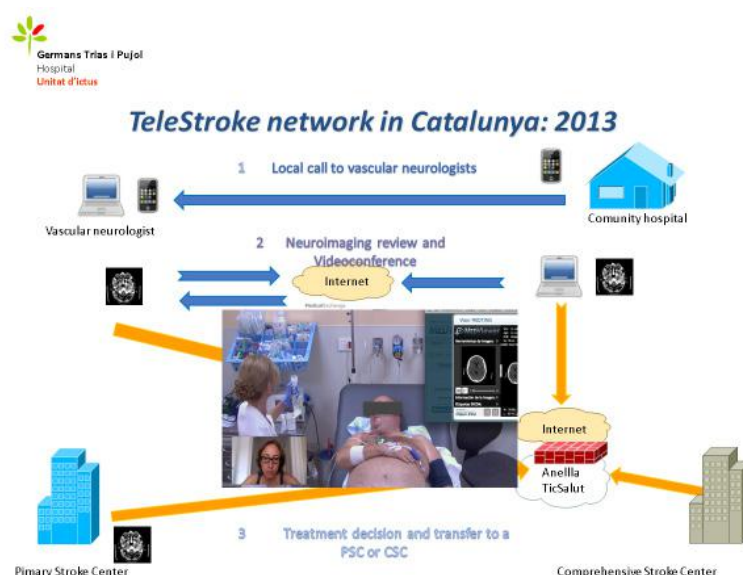 Germans Trias i Pujol
Hospital
Unitat d'ictus
TeleStroke network in Catalunya: 2013
1 Local call to vascular neurologists
Vascular neurologist
Comunity hospital
2 Neuroimaging review and
Videoconference
Internet
Internet
Anellla
TicSalut
3 Treatment decision and transfer to a
PSC or CSC
Pimary Stroke Center
Comprehensive Stroke Center